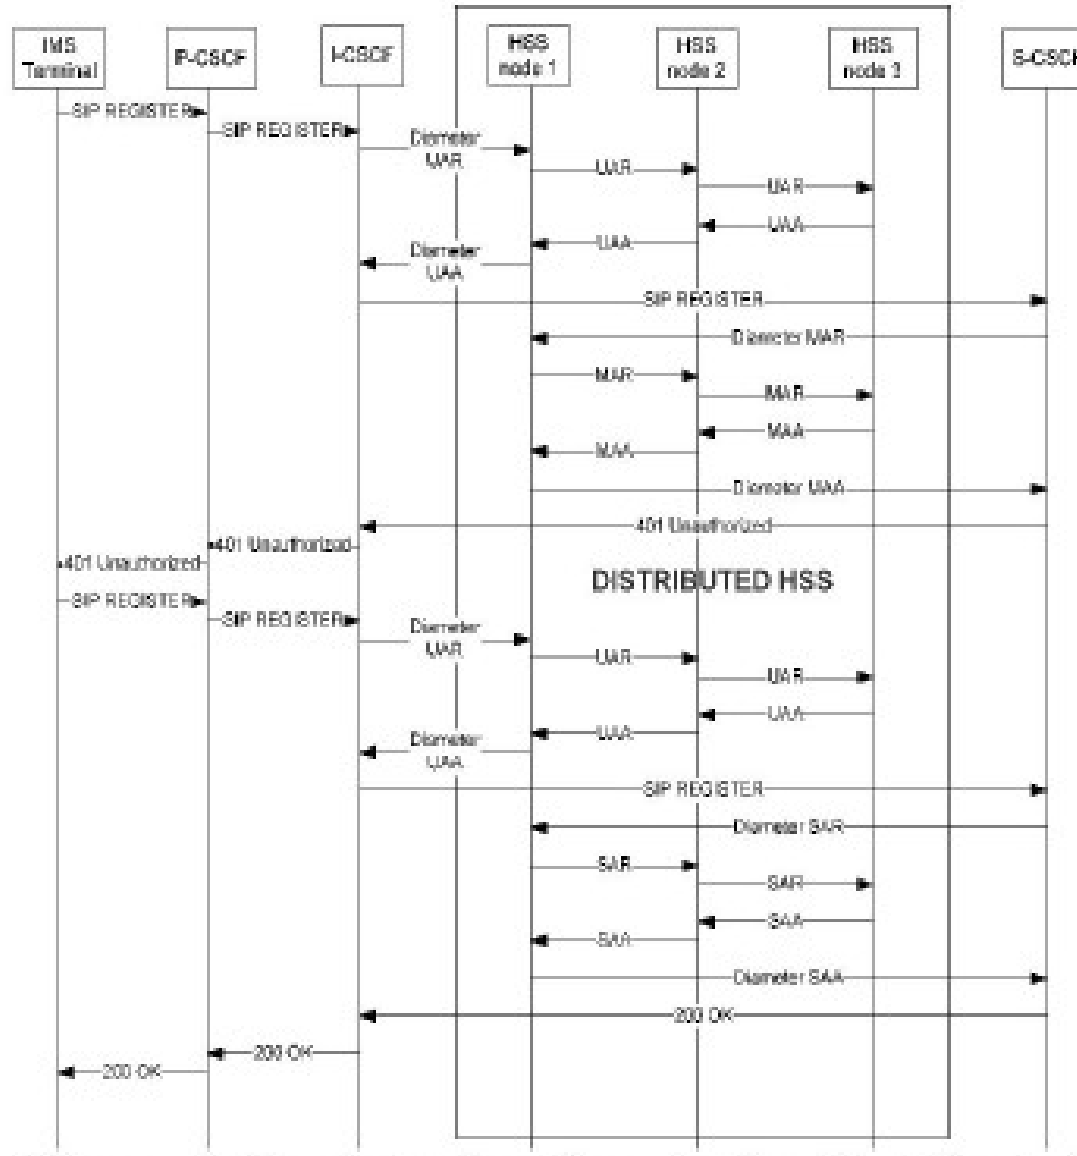 IMS
Terminal
P-CSCF
I-CSCF
HSS
node 1
HSS
node 2
HSS
node 3
S-CSCF
SIP REGISTER
SIP REGISTER
Diameter
UAR
UAR
UAR
UAA
UAA
Diameter
UAA
SIP REGISTER
Diameter MAR
MAR
MAR
MAA
MAA
Diameter MAA
401 Unauthorized
401 Unauthorized
401 Unauthorized
DISTRIBUTED HSS
SIP REGISTER
SIP REGISTER
Diameter
UAR
UAR
UAR
UAA
UAA
Diameter
UAA
SIP REGISTER
Diameter SAR
SAR
SAR
SAA
SAA
Diameter SAA
200 OK
200 OK
200 OK